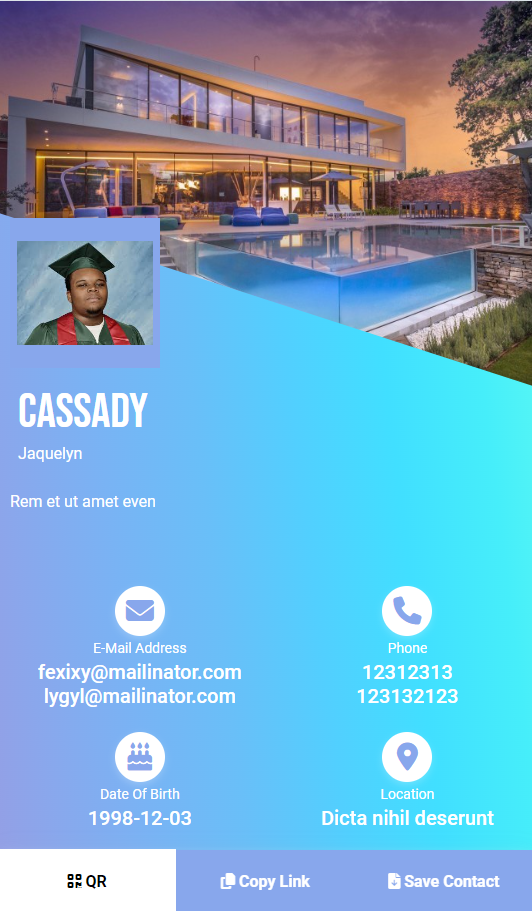 CASSADY
Jaquelyn
Rem et ut amet even
E-Mail Address
fexixy@mailinator.com
lygyl@mailinator.com
Phone
12312313
123132123
Date Of Birth
1998-12-03
Location
Dicta nihil deserunt
QR
Copy Link
Save Contact